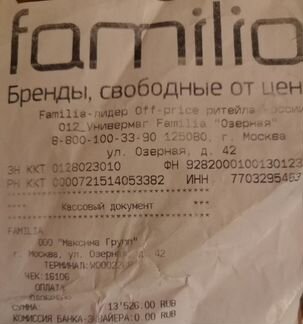 familia
Бренды, свободные от цен
Familia-лидер Off-price ритейла России
012_универмаг Familia "Озерная"
8-800-100-33-90 125080, г. Москва
ул. Озерная, д. 42
ЗН ККТ 0128023010 ФН 9282000100130123
РН ККТ 0000721514053382 ИНН 7703295463
Кассовый документ
FAMILIA
ООО "Максима Групп"
г. Москва, ул. Озерная, д. 42
ТЕРМИНАЛ:
ЧЕК:16106
ОПЛАТА
СУММА 13'526.00 RUB
КОМИССИЯ БАНКА-ЭКВАЙЕРА:0.00 RUB